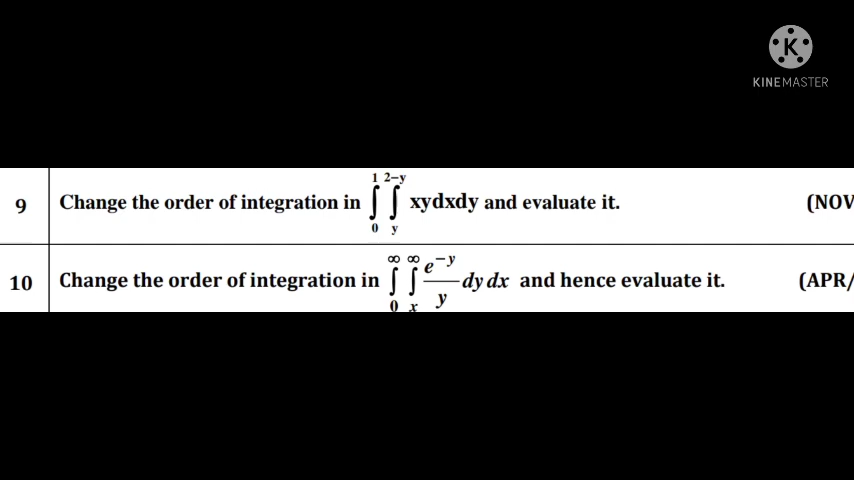 KINEMASTER
9 Change the order of integration in ∫₀¹ ∫ᵧ²⁻ʸ xydxdy and evaluate it. (NOV
10 Change the order of integration in ∫₀^∞ ∫ₓ^∞ e⁻ʸ/y dy dx and hence evaluate it. (APR/